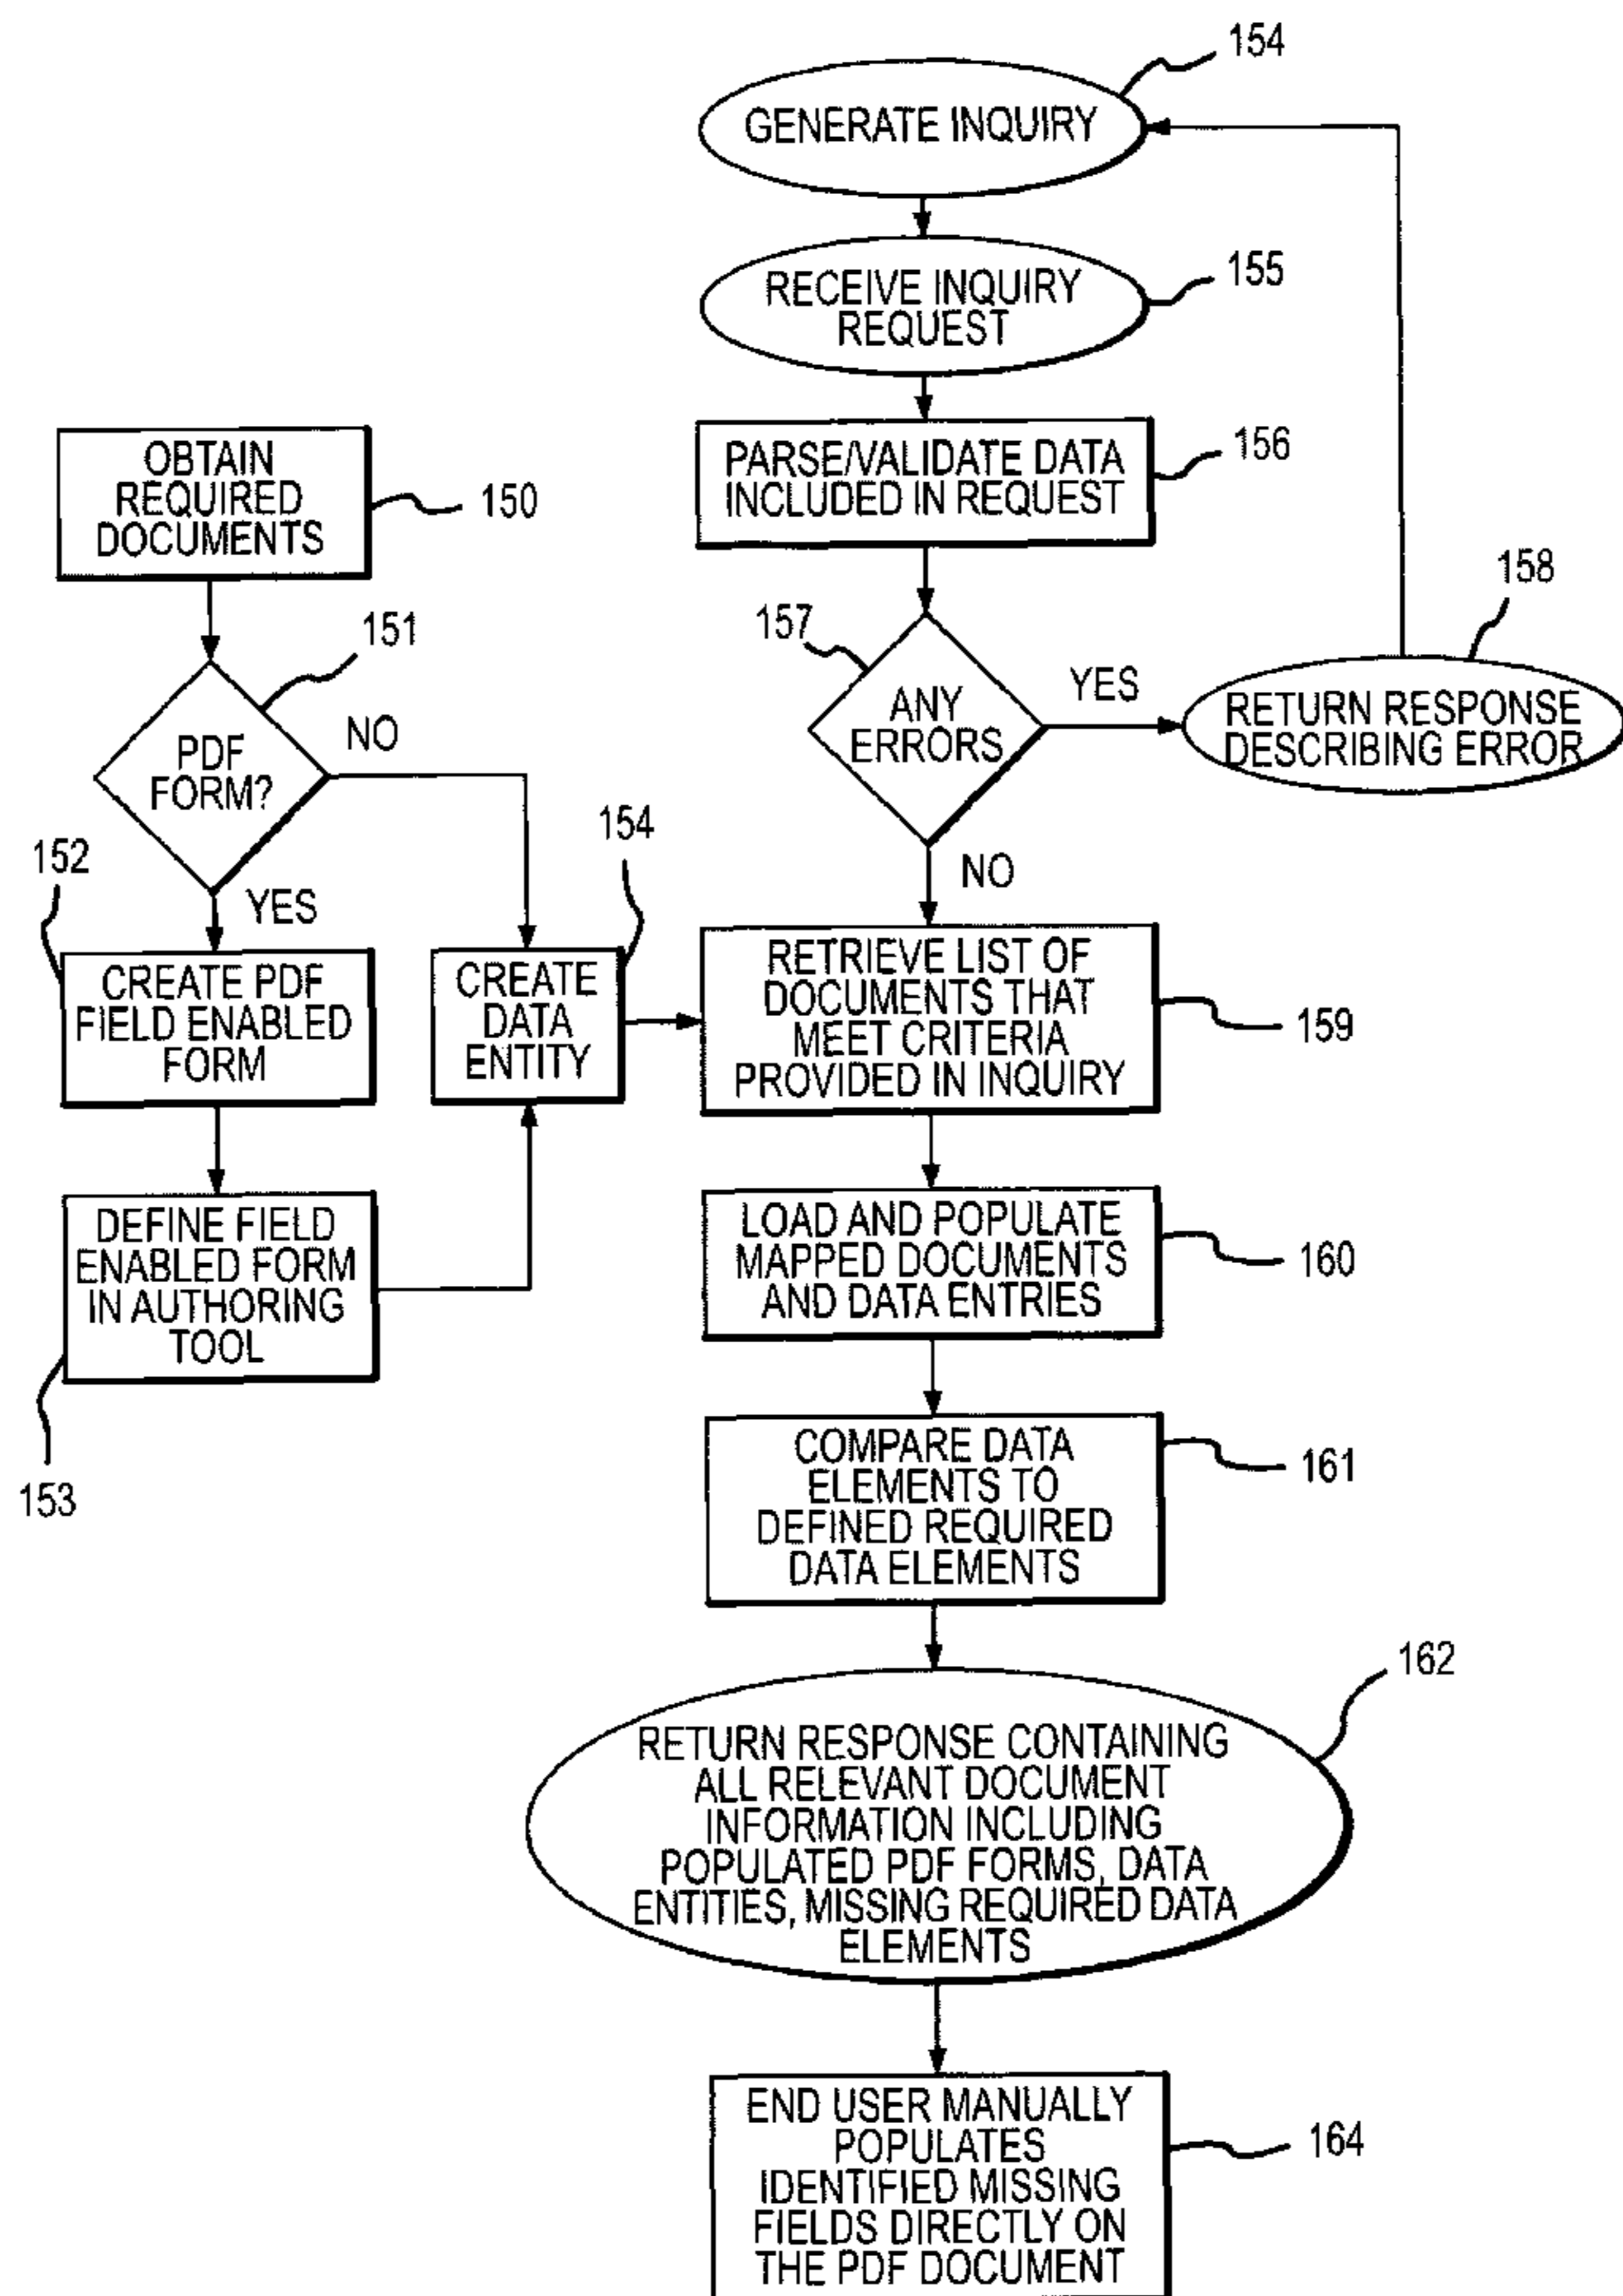 154
GENERATE INQUIRY
RECEIVE INQUIRY
REQUEST
155
PARSE/VALIDATE DATA
INCLUDED IN REQUEST
156
OBTAIN
REQUIRED
DOCUMENTS
150
151
PDF
FORM?
NO
YES
152
CREATE PDF
FIELD ENABLED
FORM
154
CREATE
DATA
ENTITY
DEFINE FIELD
ENABLED FORM
IN AUTHORING
TOOL
153
157
ANY
ERRORS
YES
158
RETURN RESPONSE
DESCRIBING ERROR
NO
RETRIEVE LIST OF
DOCUMENTS THAT
MEET CRITERIA
PROVIDED IN INQUIRY
159
LOAD AND POPULATE
MAPPED DOCUMENTS
AND DATA ENTRIES
160
COMPARE DATA
ELEMENTS TO
DEFINED REQUIRED
DATA ELEMENTS
161
162
RETURN RESPONSE CONTAINING
ALL RELEVANT DOCUMENT
INFORMATION INCLUDING
POPULATED PDF FORMS, DATA
ENTITIES, MISSING REQUIRED DATA
ELEMENTS
END USER MANUALLY
POPULATES
IDENTIFIED MISSING
FIELDS DIRECTLY ON
THE PDF DOCUMENT
164